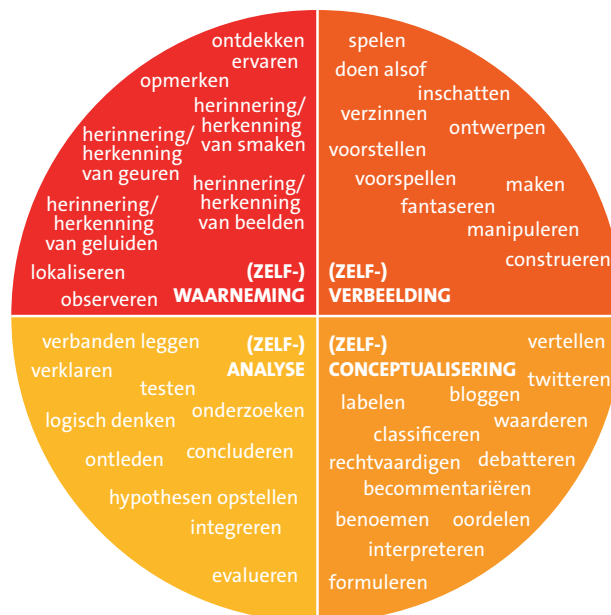 ontdekken
ervaren
opmerken
herinnering/
herkenning
van smaken
herinnering/
herkenning
van geuren
herinnering/
herkenning
van beelden
herinnering/
herkenning
van geluiden
lokaliseren
observeren
(ZELF-)
WAARNEMING
spelen
doen alsof
inschatten
verzinnen
ontwerpen
voorstellen
voorspellen
maken
fantaseren
manipuleren
construeren
(ZELF-)
VERBEELDING
verbanden leggen
(ZELF-)
ANALYSE
verklaren
testen
onderzoeken
logisch denken
concluderen
ontleden
hypothesen opstellen
integreren
evalueren
(ZELF-)
CONCEPTUALISERING
vertellen
twitteren
bloggen
labelen
waarderen
classificeren
rechtvaardigen
debatteren
becommentariëren
benoemen
oordelen
interpreteren
formuleren